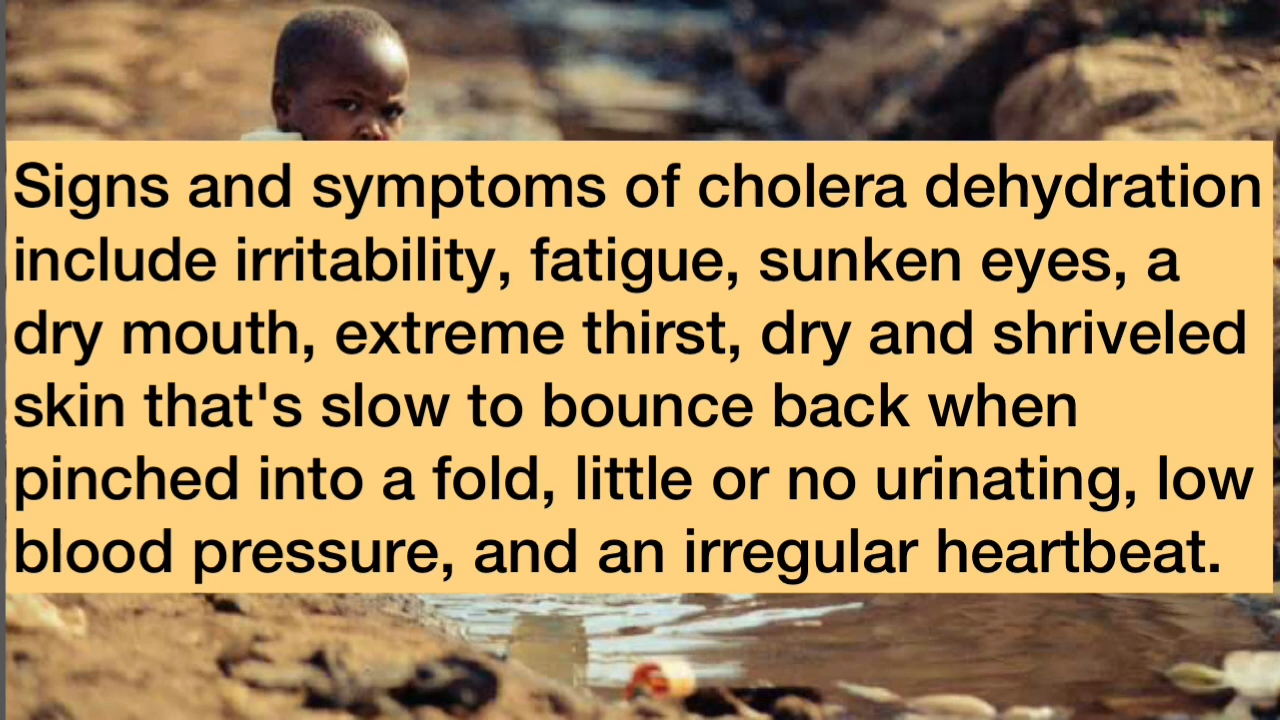 Signs and symptoms of cholera dehydration
include irritability, fatigue, sunken eyes, a
dry mouth, extreme thirst, dry and shriveled
skin that's slow to bounce back when
pinched into a fold, little or no urinating, low
blood pressure, and an irregular heartbeat.